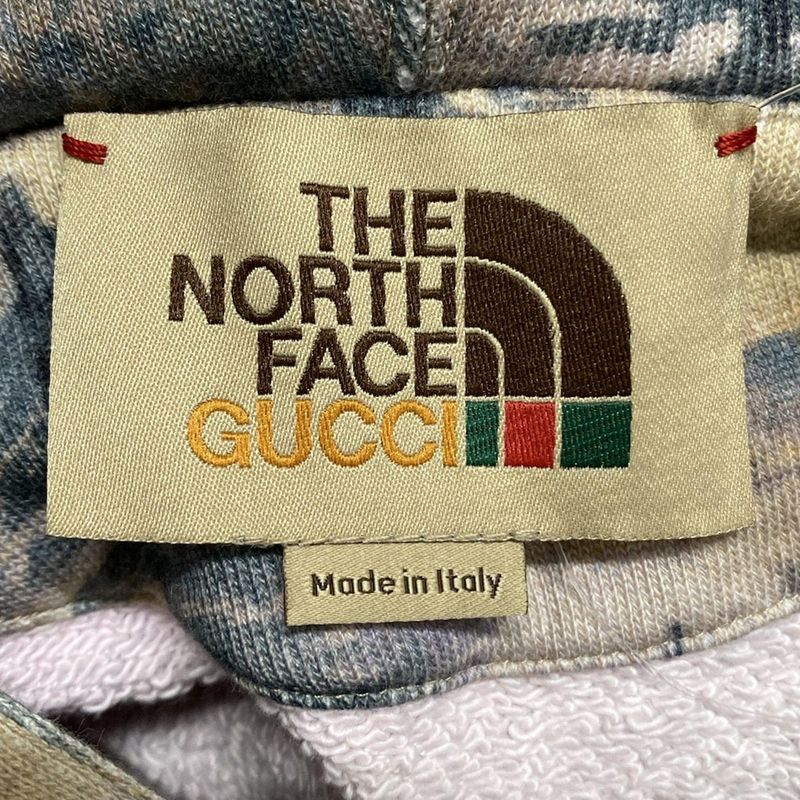 THE
NORTH
FACE
GUCCI
Made in Italy